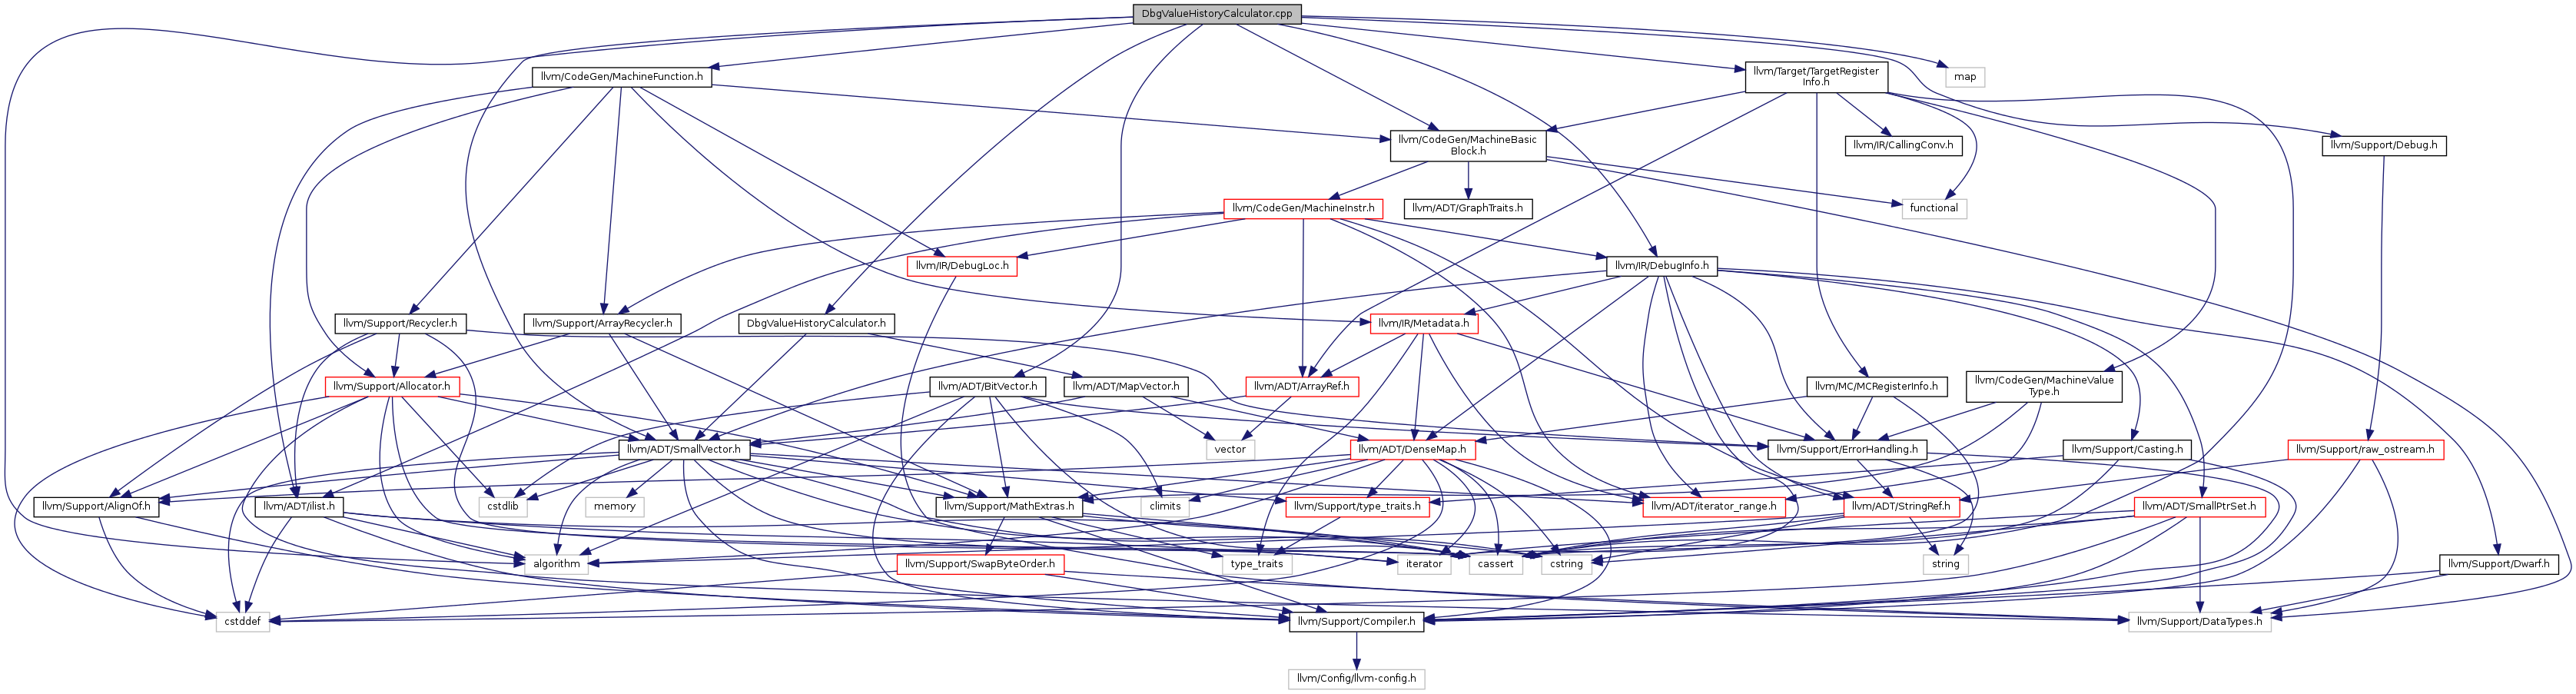 DbgValueHistoryCalculator.cpp
llvm/CodeGen/MachineFunction.h
llvm/Target/TargetRegister
Info.h
map
llvm/CodeGen/MachineBasic
Block.h
llvm/IR/CallingConv.h
llvm/Support/Debug.h
llvm/CodeGen/MachineInstr.h
llvm/ADT/GraphTraits.h
functional
llvm/IR/DebugLoc.h
llvm/IR/DebugInfo.h
llvm/Support/Recycler.h
llvm/Support/ArrayRecycler.h
DbgValueHistoryCalculator.h
llvm/IR/Metadata.h
llvm/Support/Allocator.h
llvm/ADT/BitVector.h
llvm/ADT/MapVector.h
llvm/ADT/ArrayRef.h
llvm/MC/MCRegisterInfo.h
llvm/CodeGen/MachineValue
Type.h
llvm/ADT/SmallVector.h
vector
llvm/ADT/DenseMap.h
llvm/Support/ErrorHandling.h
llvm/Support/Casting.h
llvm/Support/raw_ostream.h
llvm/Support/AlignOf.h
llvm/ADT/ilist.h
cstdlib
memory
llvm/Support/MathExtras.h
climits
llvm/Support/type_traits.h
llvm/ADT/iterator_range.h
llvm/ADT/StringRef.h
llvm/ADT/SmallPtrSet.h
algorithm
llvm/Support/SwapByteOrder.h
type_traits
iterator
cassert
cstring
string
llvm/Support/Dwarf.h
cstddef
llvm/Support/Compiler.h
llvm/Support/DataTypes.h
llvm/Config/llvm-config.h